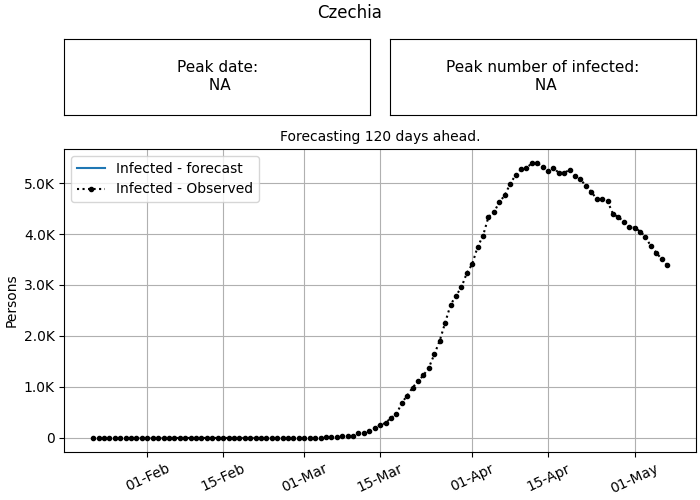 Czechia
Peak date:
NA
Peak number of infected:
NA
Forecasting 120 days ahead.
Infected - forecast
Infected - Observed
5.0K
4.0K
3.0K
2.0K
1.0K
0
Persons
01-Feb
15-Feb
01-Mar
15-Mar
01-Apr
15-Apr
01-May